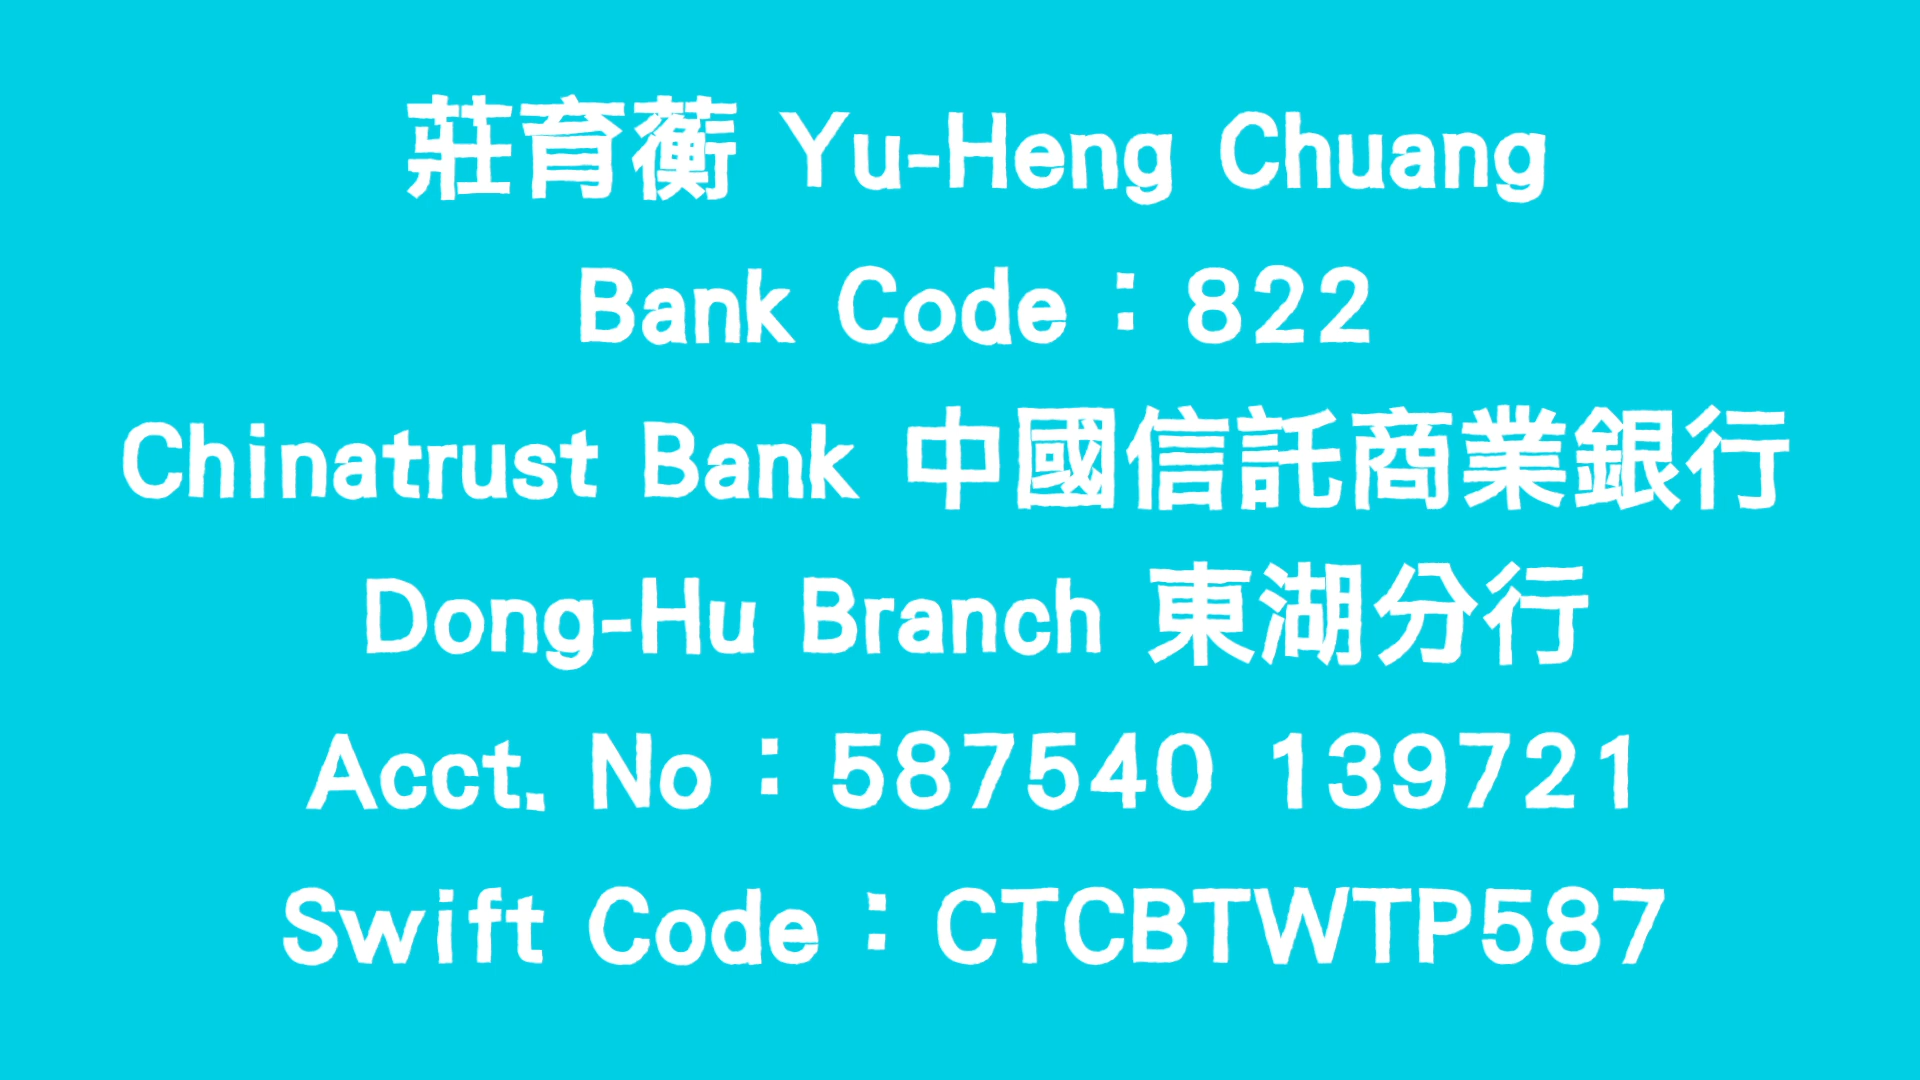 莊育蘅 Yu-Heng Chuang
Bank Code：822
Chinatrust Bank 中國信託商業銀行
Dong-Hu Branch 東湖分行
Acct. No：587540 139721
Swift Code：CTCBTWTP587